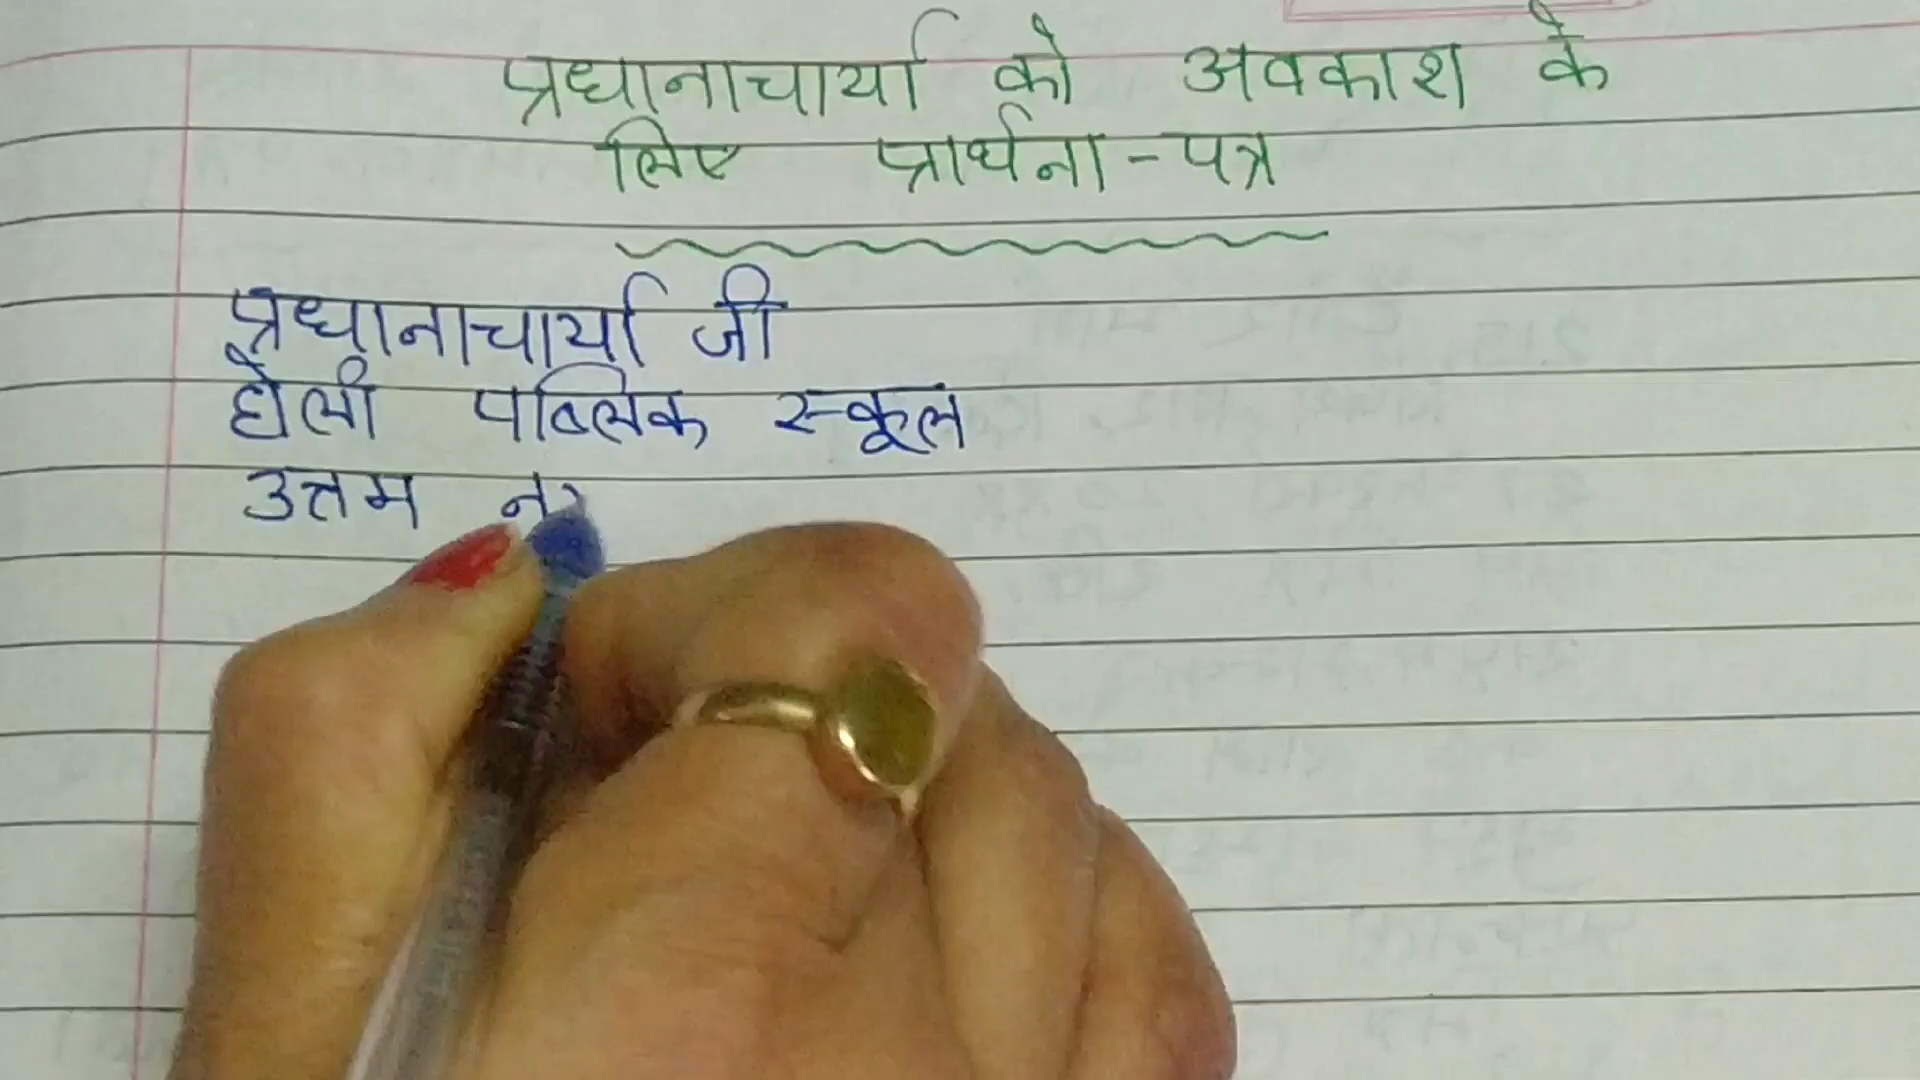 प्रधानाचार्या को अवकाश के
लिए प्रार्थना-पत्र
प्रधानाचार्या जी
होली पब्लिक स्कूल
उत्तम